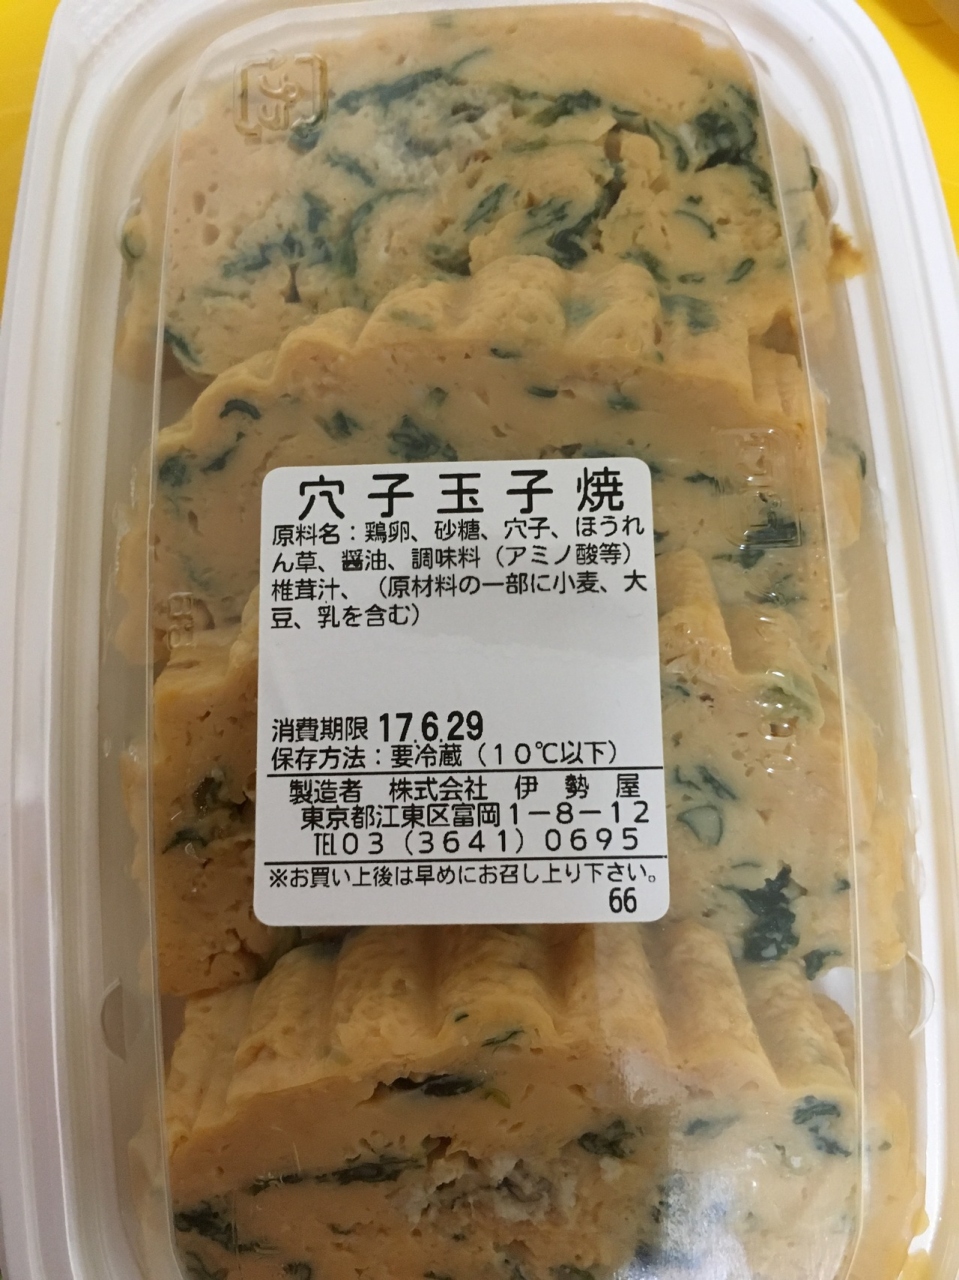 穴子玉子焼
原料名：鶏卵、砂糖、穴子、ほうれ
ん草、醤油、調味料（アミノ酸等）
椎茸汁、（原材料の一部に小麦、大
豆、乳を含む）
消費期限 17.6.29
保存方法：要冷蔵（10℃以下）
製造者 株式会社 伊勢屋
東京都江東区富岡1－8－12
TEL03（3641）0695
※お買い上後は早めにお召し上り下さい。
66